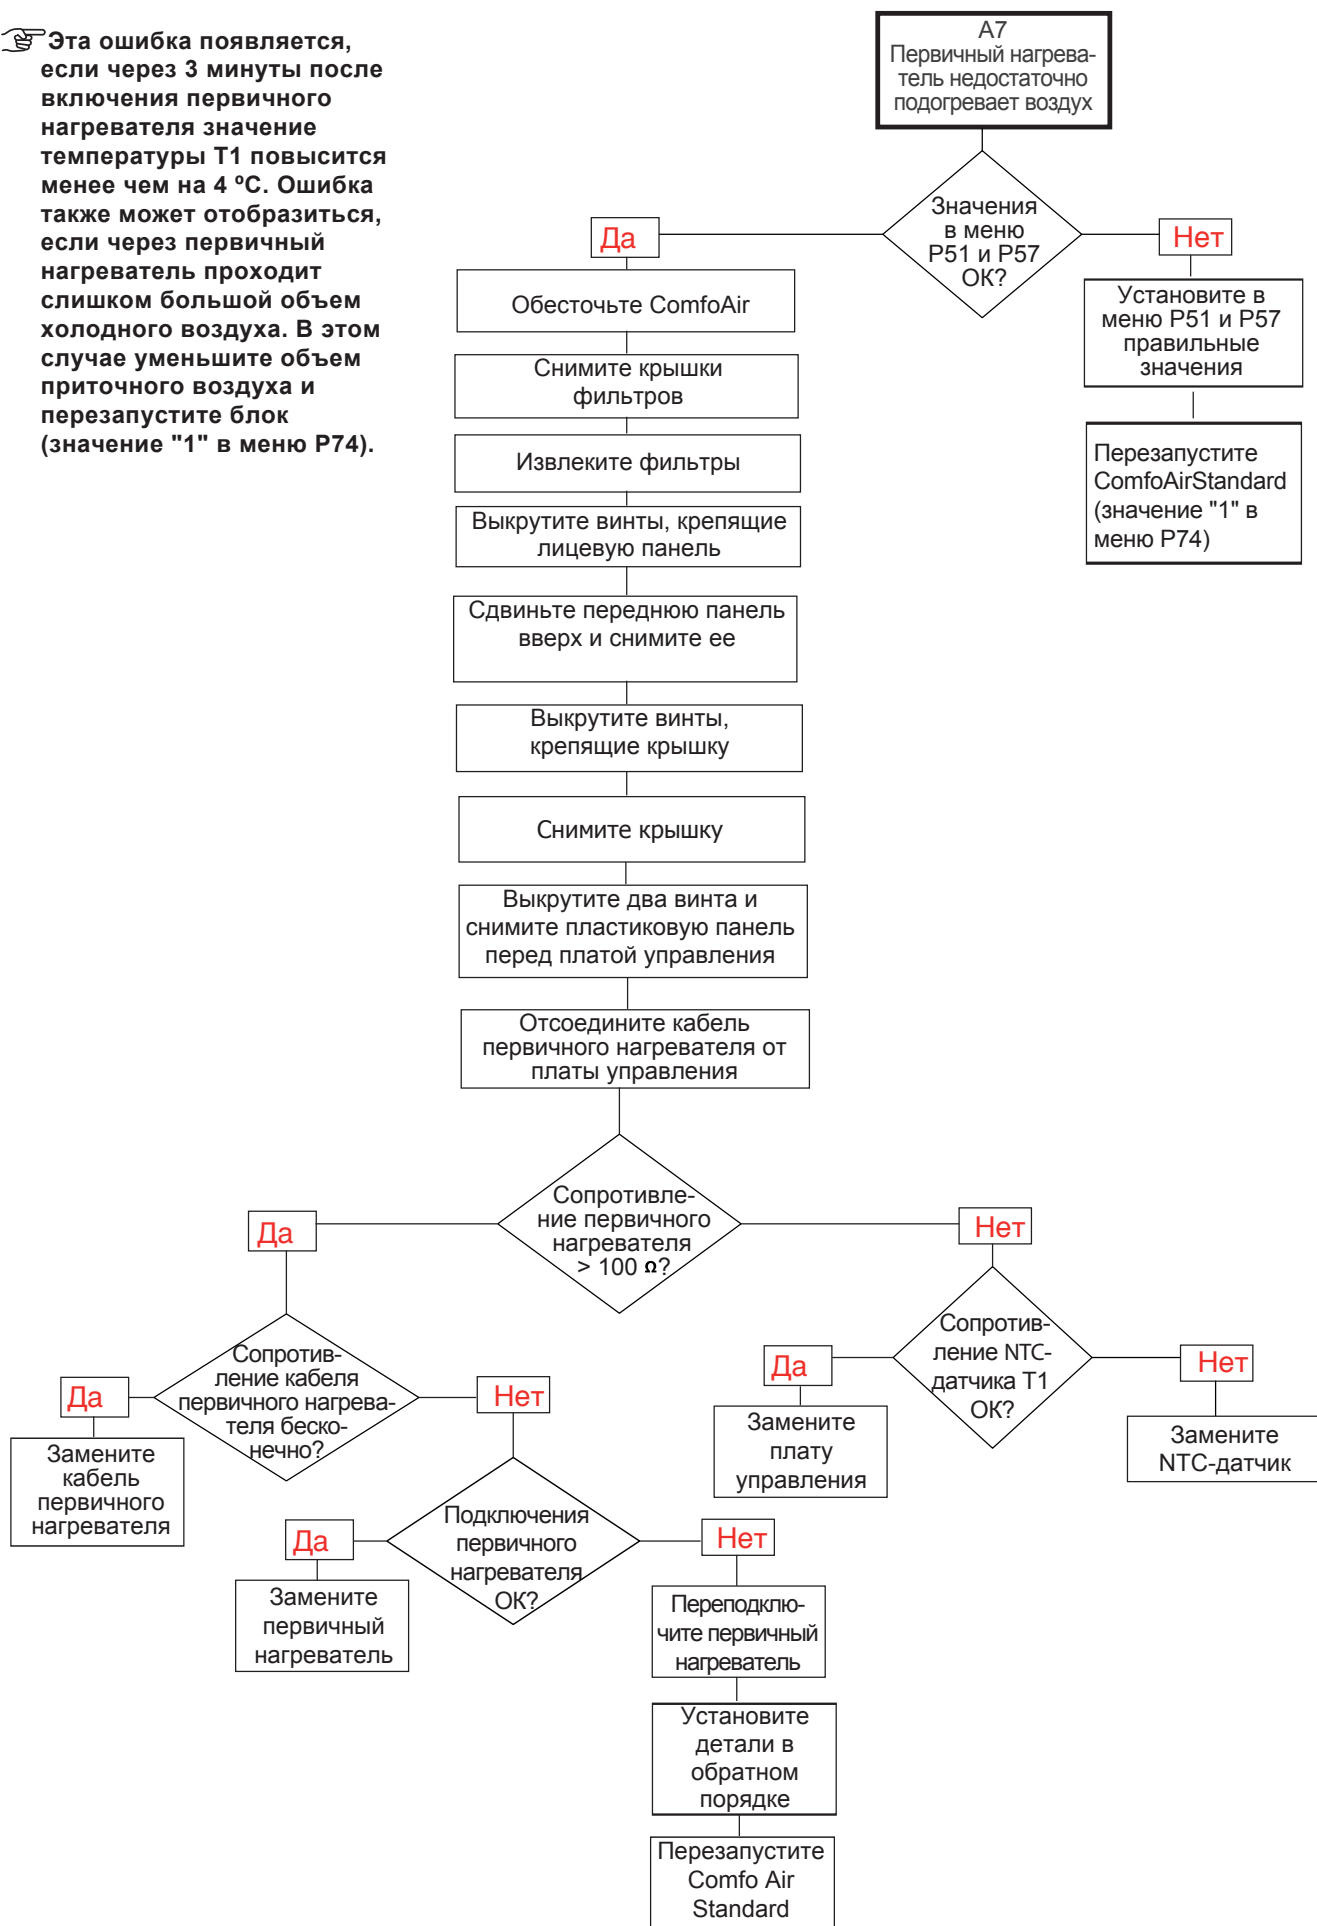 Эта ошибка появляется,
если через 3 минуты после
включения первичного
нагревателя значение
температуры T1 повысится
менее чем на 4 ºС. Ошибка
также может отобразиться,
если через первичный
нагреватель проходит
слишком большой объем
холодного воздуха. В этом
случае уменьшите объем
приточного воздуха и
перезапустите блок
(значение "1" в меню P74).
A7
Первичный нагрева-
тель недостаточно
подогревает воздух
Значения
в меню
P51 и P57
ОК?
Да
Нет
Обесточьте ComfoAir
Установите в
меню P51 и P57
правильные
значения
Снимите крышки
фильтров
Извлеките фильтры
Перезапустите
ComfoAirStandard
(значение "1" в
меню P74)
Выкрутите винты, крепящие
лицевую панель
Сдвиньте переднюю панель
вверх и снимите ее
Выкрутите винты,
крепящие крышку
Снимите крышку
Выкрутите два винта и
снимите пластиковую панель
перед платой управления
Отсоедините кабель
первичного нагревателя от
платы управления
Сопротивле-
ние первичного
нагревателя
> 100 Ω?
Да
Нет
Сопротив-
ление кабеля
первичного нагрева-
теля беско-
нечно?
Сопротив-
ление NTC-
датчика T1
ОК?
Да
Нет
Да
Нет
Замените
кабель
первичного
нагревателя
Замените
плату
управления
Замените
NTC-датчик
Подключения
первичного
нагревателя
ОК?
Да
Нет
Замените
первичный
нагреватель
Переподклю-
чите первичный
нагреватель
Установите
детали в
обратном
порядке
Перезапустите
Comfo Air
Standard